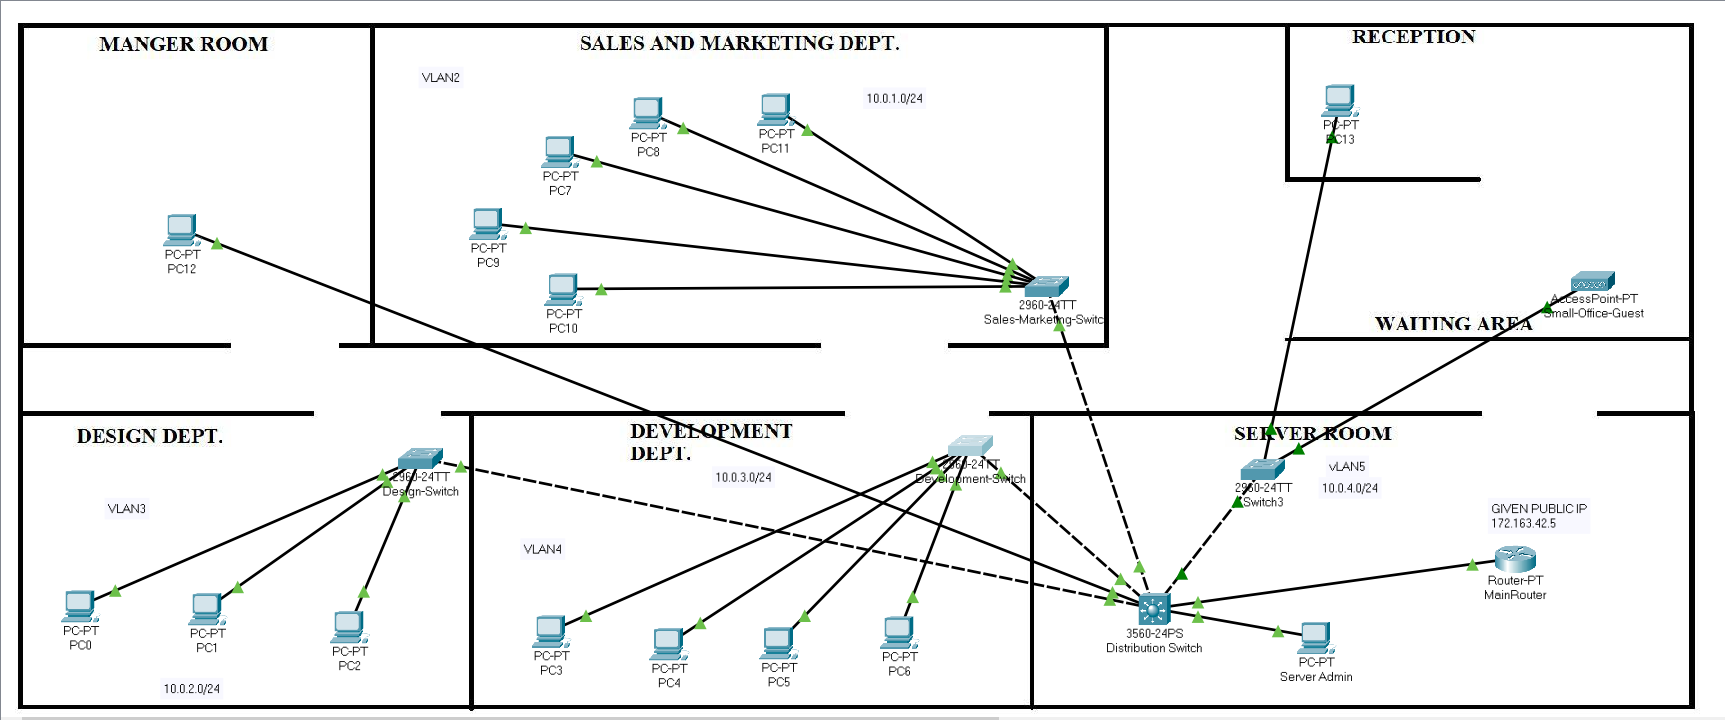 MANGER ROOM
SALES AND MARKETING DEPT.
RECEPTION
VLAN2
10.0.1.0/24
PC-PT
PC8
PC-PT
PC11
PC-PT
PC13
PC-PT
PC7
PC-PT
PC12
PC-PT
PC9
PC-PT
PC10
2960-24TT
Sales-Marketing-Switc
AccessPoint-PT
Small-Office-Guest
WAITING AREA
DESIGN DEPT.
2960-24TT
Design-Switch
VLAN3
PC-PT
PC0
PC-PT
PC1
PC-PT
PC2
10.0.2.0/24
DEVELOPMENT
DEPT.
10.0.3.0/24
2960-24TT
Development-Switch
VLAN4
PC-PT
PC3
PC-PT
PC4
PC-PT
PC5
PC-PT
PC6
SERVER ROOM
2960-24TT
Switch3
vLAN5
10.0.4.0/24
GIVEN PUBLIC IP
172.163.42.5
Router-PT
MainRouter
3560-24PS
Distribution Switch
PC-PT
Server Admin